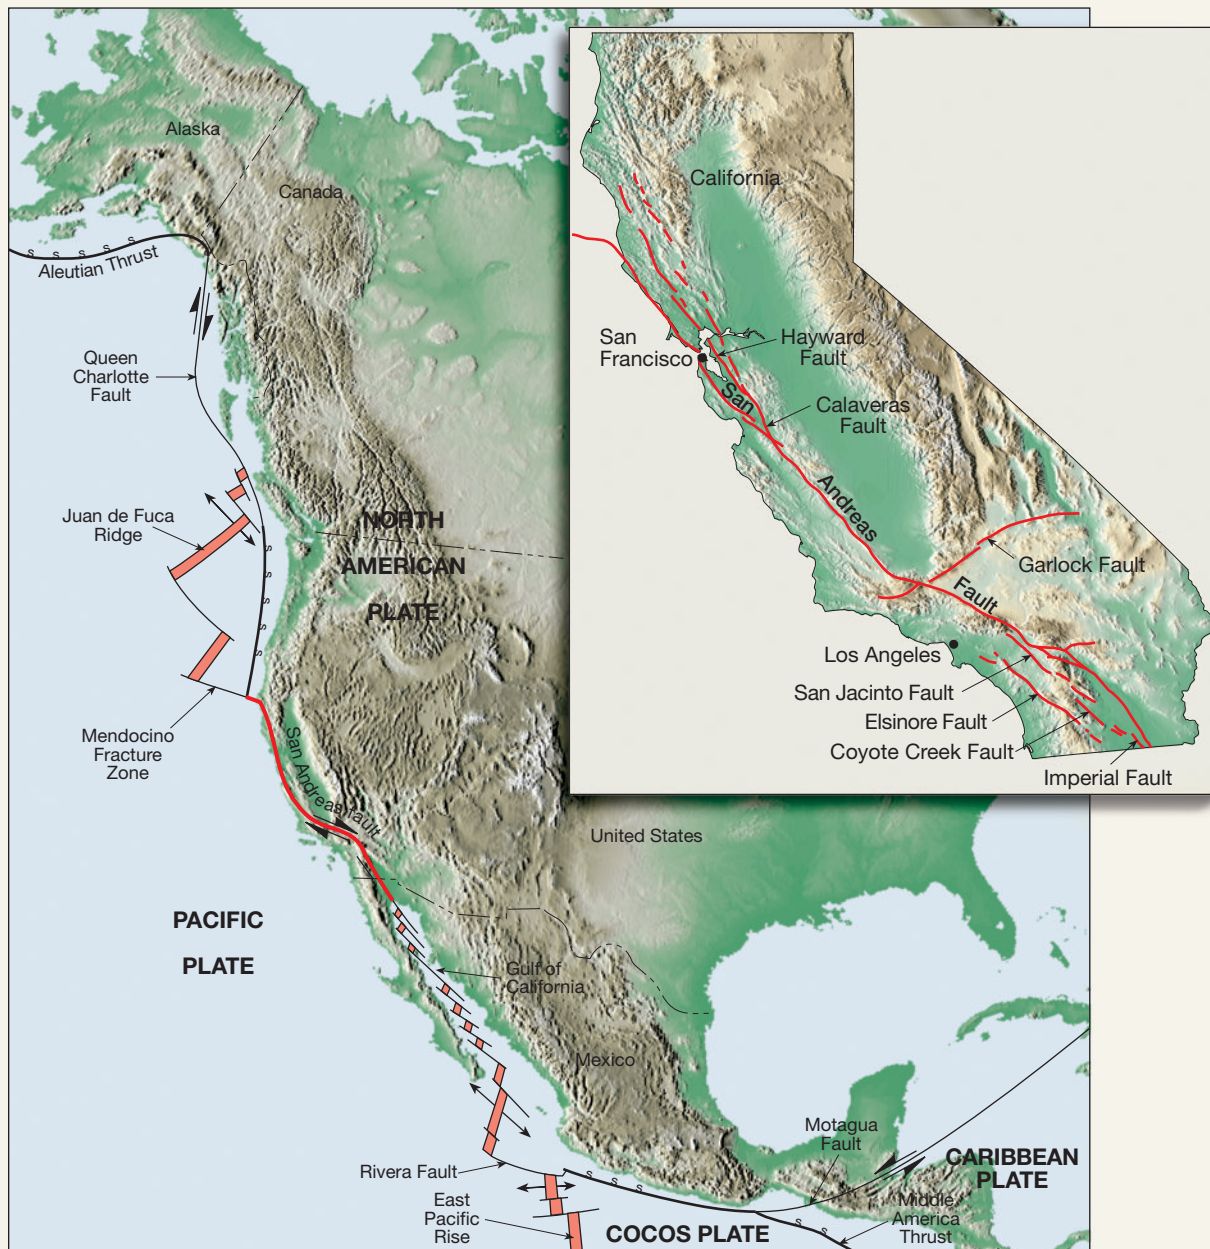 Alaska
Canada
Aleutian Thrust
Queen
Charlotte
Fault
Juan de Fuca
Ridge
NORTH
AMERICAN
PLATE
Mendocino
Fracture
Zone
San Andreas fault
United States
PACIFIC
PLATE
Gulf of
California
Mexico
Motagua
Fault
CARIBBEAN
PLATE
Rivera Fault
East
Pacific
Rise
COCOS PLATE
Middle
America
Thrust
California
San
Francisco
Hayward
Fault
Calaveras
Fault
San
Andreas
Fault
Garlock Fault
Los Angeles
San Jacinto Fault
Elsinore Fault
Coyote Creek Fault
Imperial Fault
s s s s
s s s s
s s s
s s